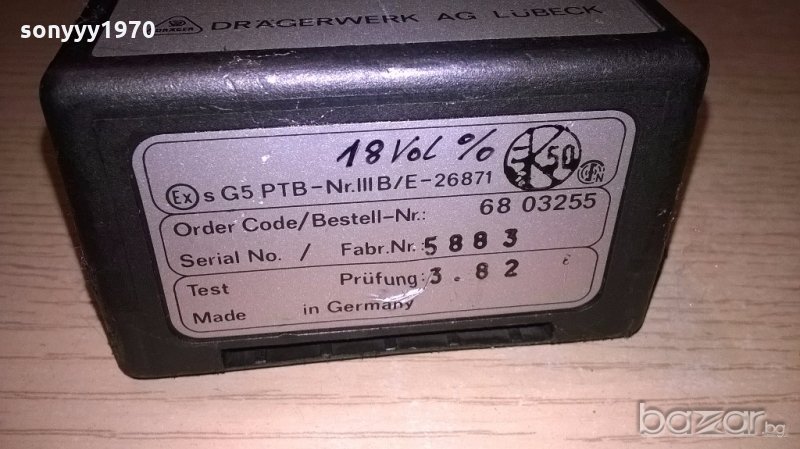 sonyyy1970
DRÄGER DRÄGERWERK AG LÜBECK
18 Vol %
Ex s G5 PTB-Nr.III B/E-26871
50
Order Code/Bestell-Nr.: 68 03255
Serial No. / Fabr.Nr.: 5883
Test Prüfung: 3.82
Made in Germany
bazar.bg